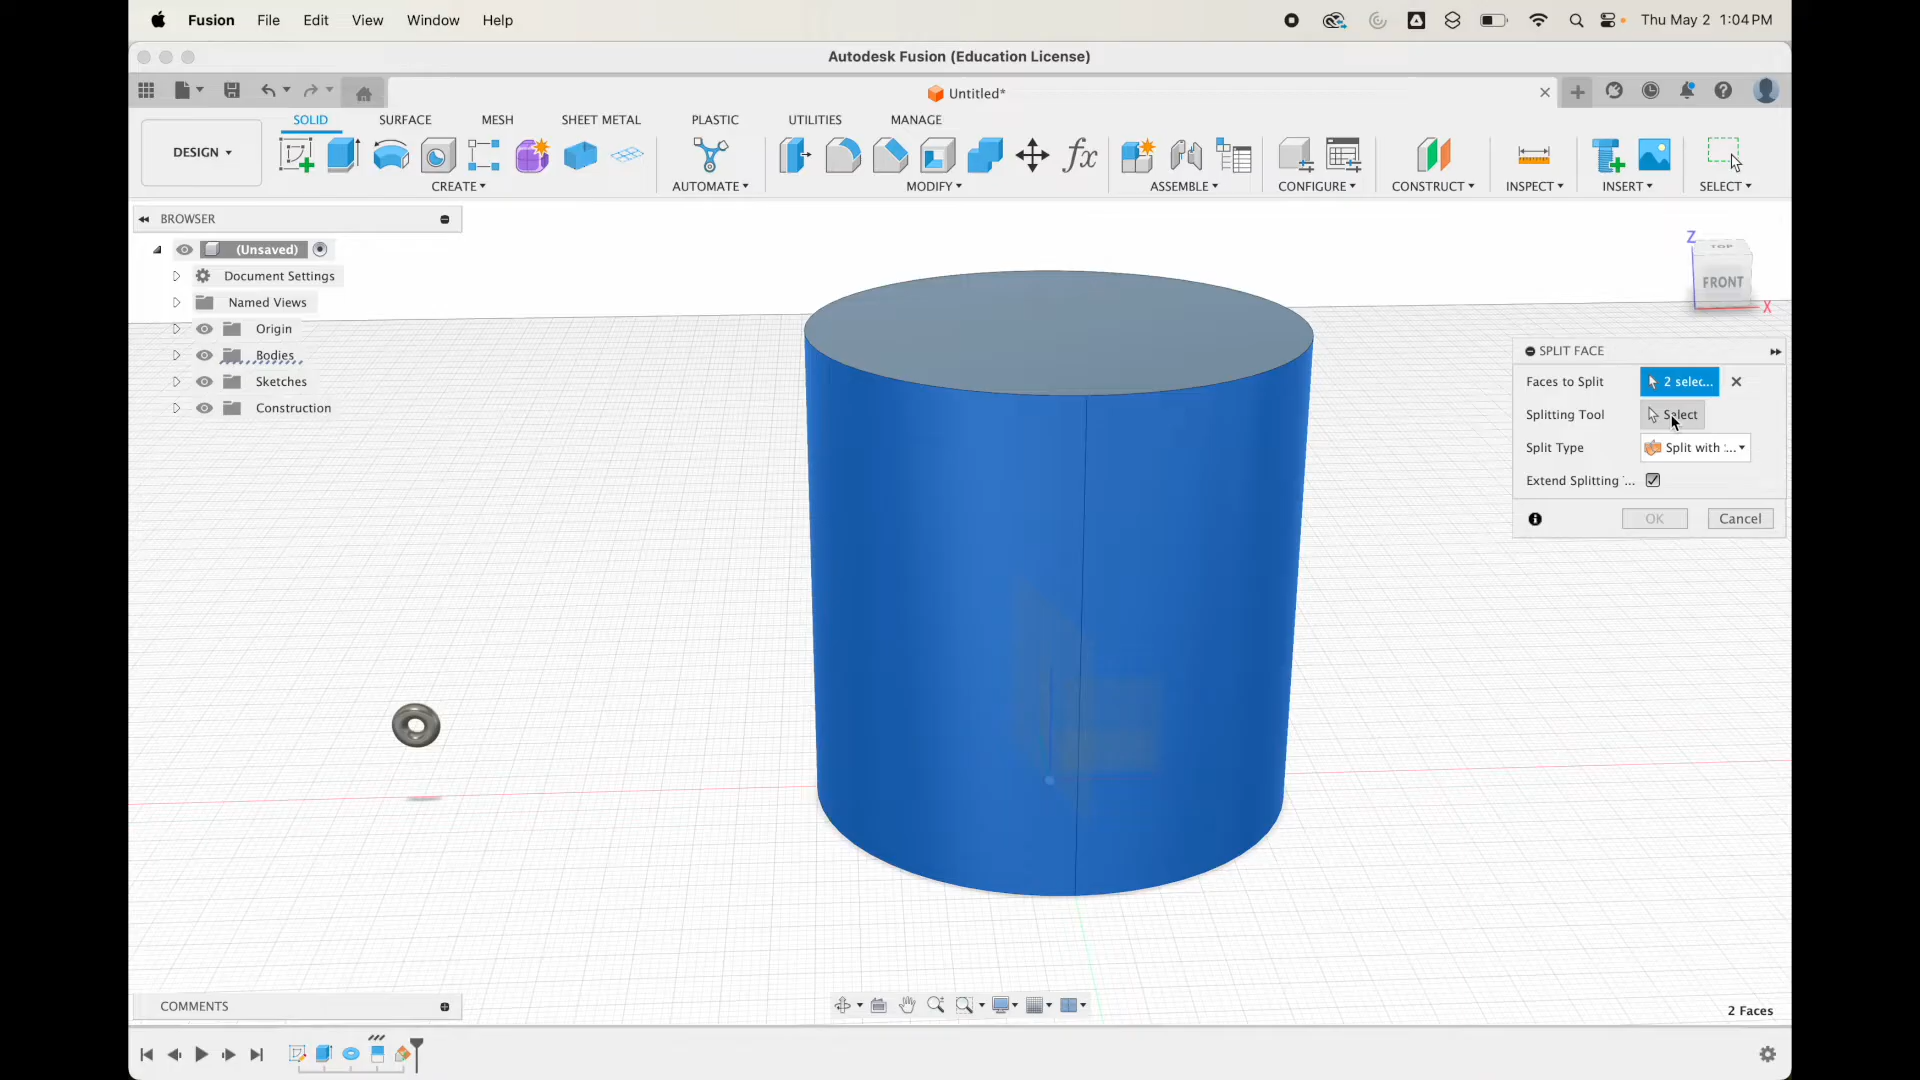 Fusion File Edit View Window Help Thu May 2 1:04 PM
Autodesk Fusion (Education License)
Untitled*
SOLID SURFACE MESH SHEET METAL PLASTIC UTILITIES MANAGE
DESIGN
CREATE AUTOMATE MODIFY ASSEMBLE CONFIGURE CONSTRUCT INSPECT INSERT SELECT
BROWSER
(Unsaved)
Document Settings
Named Views
Origin
Bodies
Sketches
Construction
Z
TOP
FRONT
X
SPLIT FACE
Faces to Split 2 selec...
Splitting Tool Select
Split Type Split with ...
Extend Splitting ...
OK Cancel
COMMENTS
2 Faces